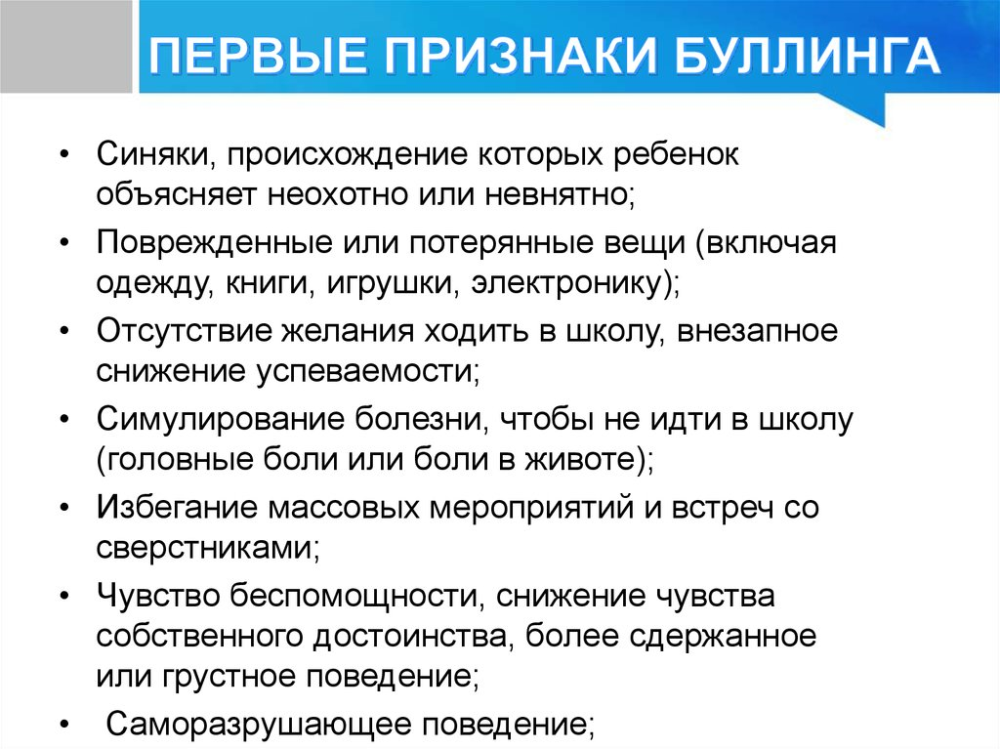 ПЕРВЫЕ ПРИЗНАКИ БУЛЛИНГА
• Синяки, происхождение которых ребенок
объясняет неохотно или невнятно;
• Поврежденные или потерянные вещи (включая
одежду, книги, игрушки, электронику);
• Отсутствие желания ходить в школу, внезапное
снижение успеваемости;
• Симулирование болезни, чтобы не идти в школу
(головные боли или боли в животе);
• Избегание массовых мероприятий и встреч со
сверстниками;
• Чувство беспомощности, снижение чувства
собственного достоинства, более сдержанное
или грустное поведение;
• Саморазрушающее поведение;